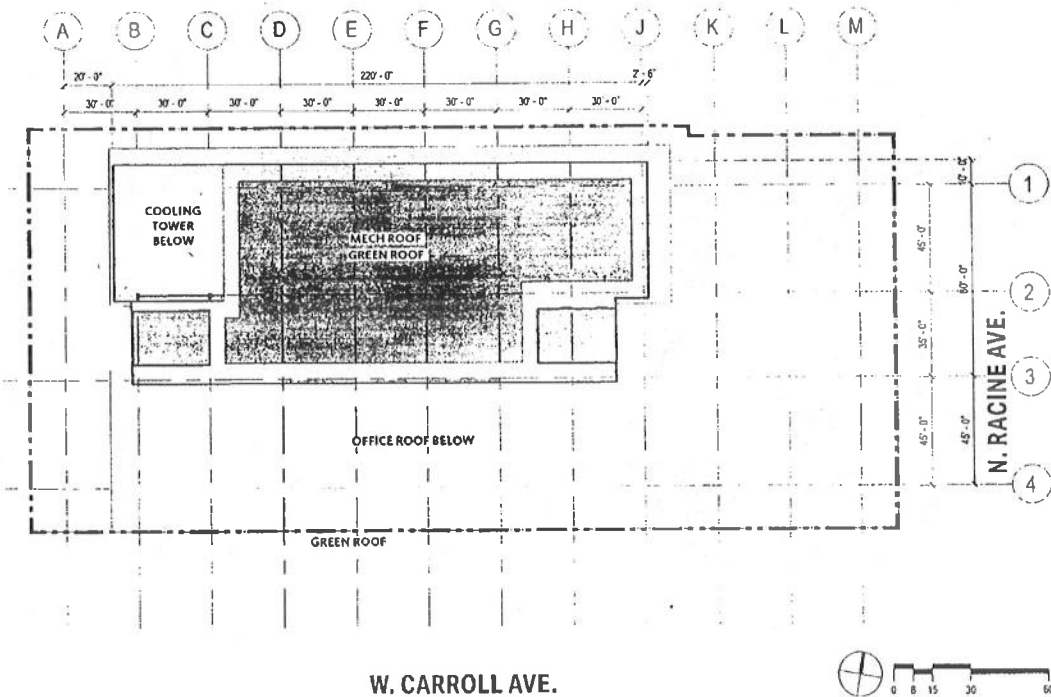 A B C D E F G H J K L M
20'-0" 220'-0" 2'-6"
30'-0" 30'-0" 30'-0" 30'-0" 30'-0" 30'-0" 30'-0" 30'-0"
10'-0"
1
COOLING
TOWER
BELOW
MECH ROOF
GREEN ROOF
45'-0"
80'-0"
2
35'-0"
3
N. RACINE AVE.
OFFICE ROOF BELOW
45'-0" 45'-0"
4
GREEN ROOF
W. CARROLL AVE.
0 8 15 30 60